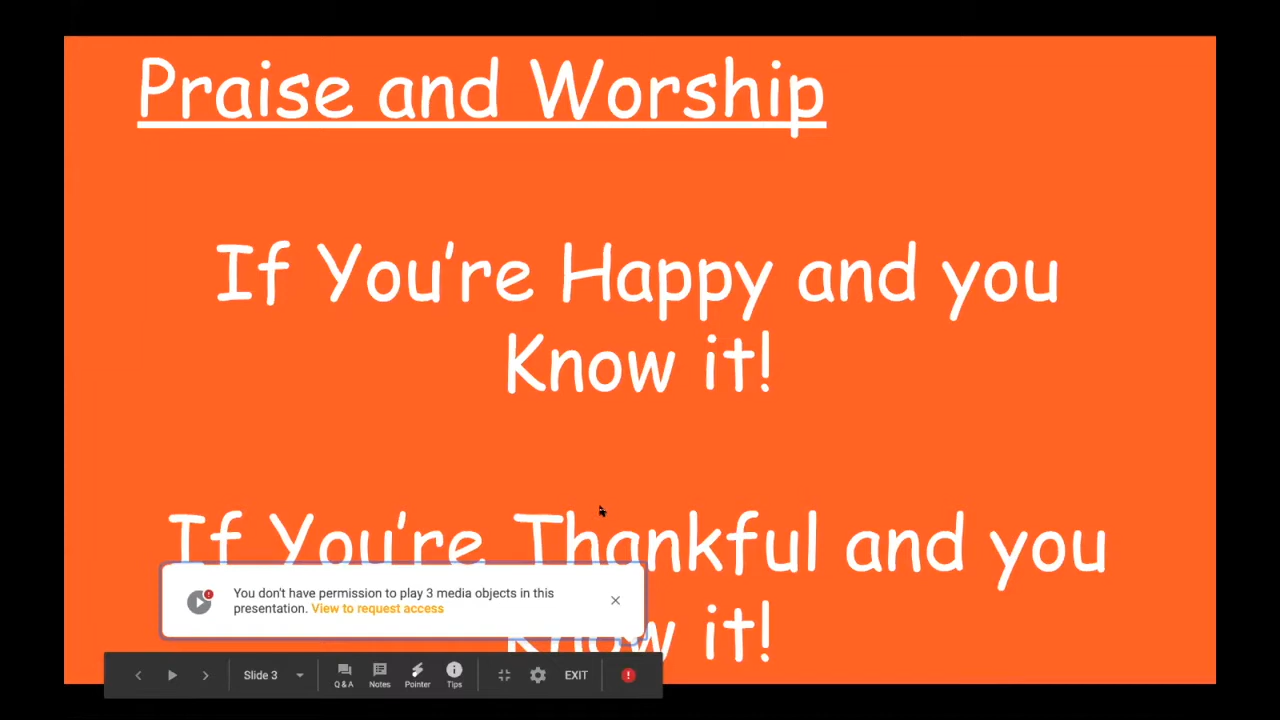 Praise and Worship
If You're Happy and you
Know it!
If You're Thankful and you
Know it!
You don't have permission to play 3 media objects in this
presentation. View to request access
Slide 3
Q & A
Notes
Pointer
Tips
EXIT